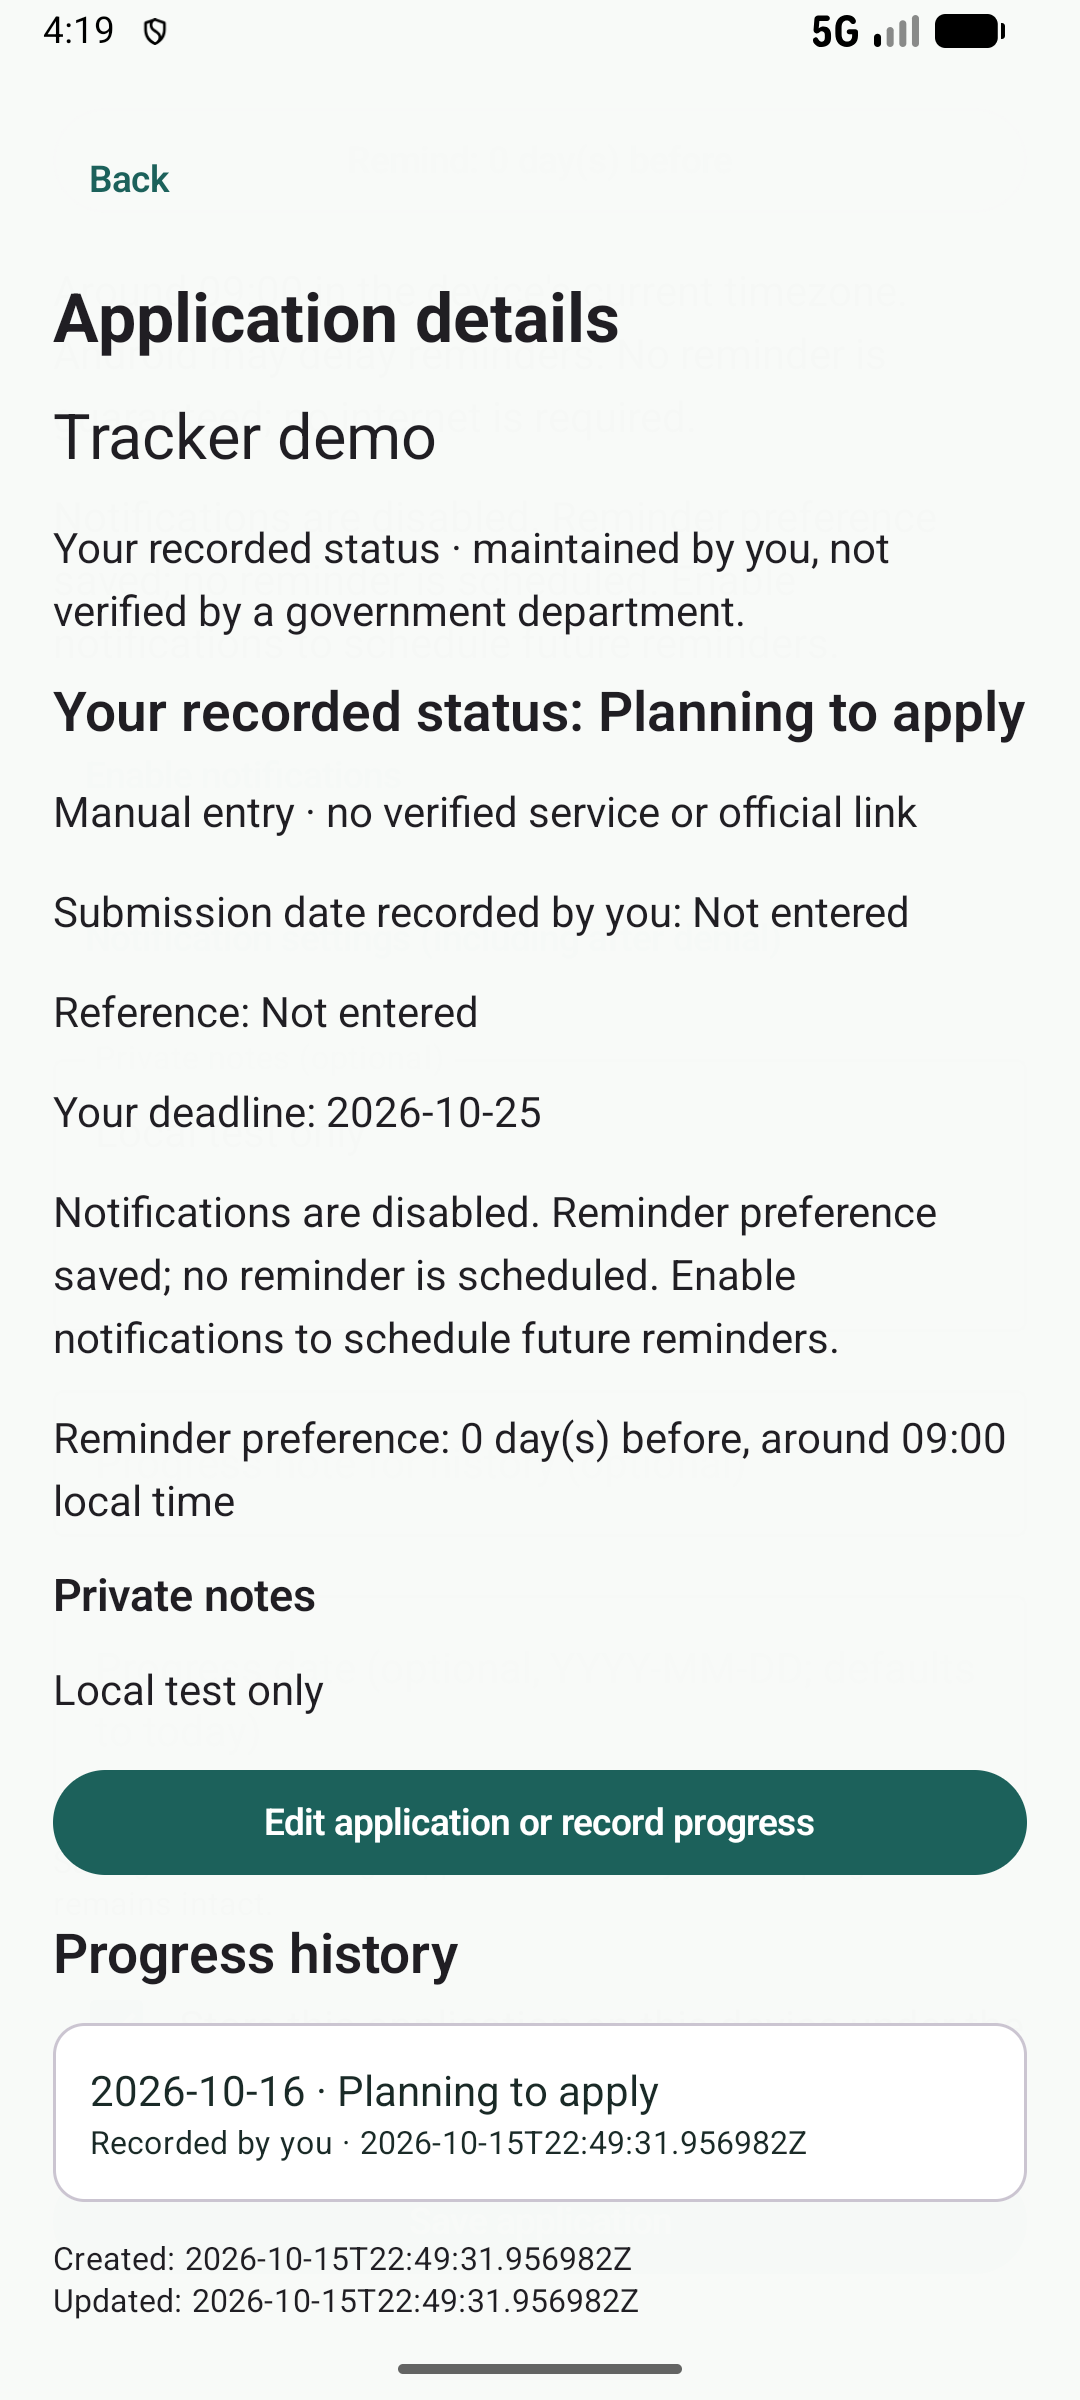 4:19
5G
Back
Application details
Tracker demo
Your recorded status · maintained by you, not
verified by a government department.
Your recorded status: Planning to apply
Manual entry · no verified service or official link
Submission date recorded by you: Not entered
Reference: Not entered
Your deadline: 2026-10-25
Notifications are disabled. Reminder preference
saved; no reminder is scheduled. Enable
notifications to schedule future reminders.
Reminder preference: 0 day(s) before, around 09:00
local time
Private notes
Local test only
Edit application or record progress
Progress history
2026-10-16 · Planning to apply
Recorded by you · 2026-10-15T22:49:31.956982Z
Created: 2026-10-15T22:49:31.956982Z
Updated: 2026-10-15T22:49:31.956982Z